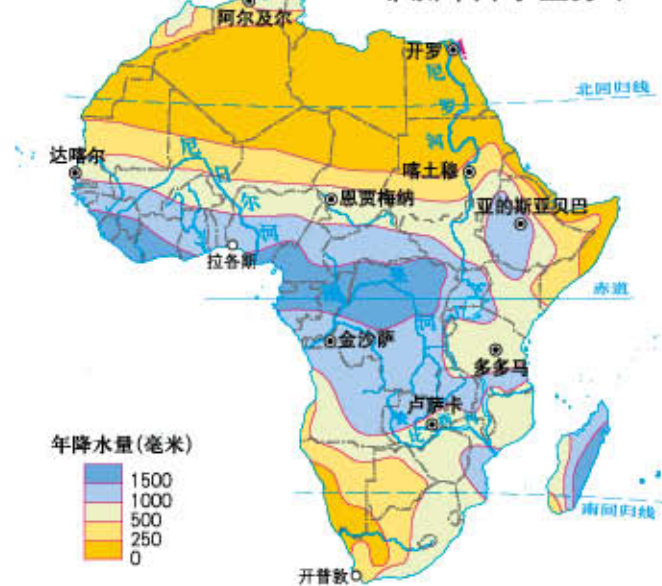 阿尔及尔
开罗
尼罗河
北回归线
达喀尔
尼日尔河
喀土穆
恩贾梅纳
亚的斯亚贝巴
拉各斯
赤道
金沙萨
多多马
卢萨卡
年降水量(毫米)
1500
1000
500
250
0
南回归线
开普敦